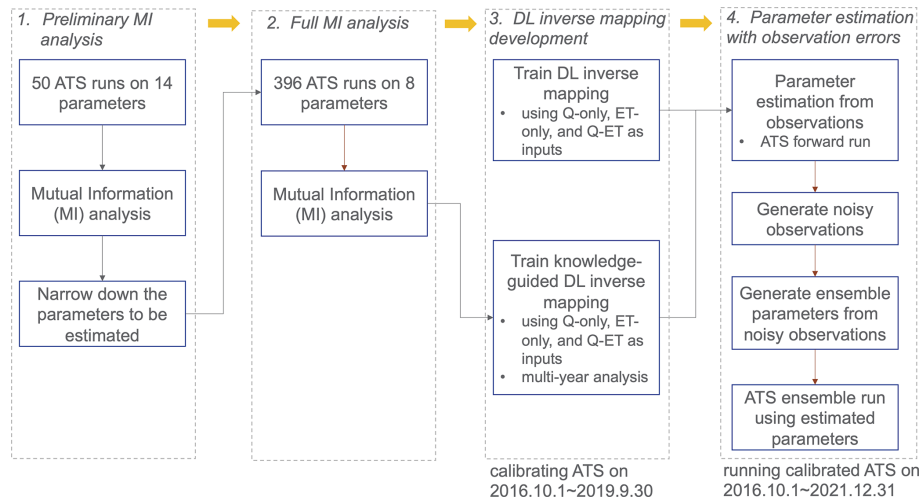 1. Preliminary MI
analysis
50 ATS runs on 14
parameters
Mutual Information
(MI) analysis
Narrow down the
parameters to be
estimated
2. Full MI analysis
396 ATS runs on 8
parameters
Mutual Information
(MI) analysis
3. DL inverse mapping
development
Train DL inverse
mapping
• using Q-only, ET-
only, and Q-ET as
inputs
Train knowledge-
guided DL inverse
mapping
• using Q-only, ET-
only, and Q-ET as
inputs
• multi-year analysis
calibrating ATS on
2016.10.1~2019.9.30
4. Parameter estimation
with observation errors
Parameter
estimation from
observations
• ATS forward run
Generate noisy
observations
Generate ensemble
parameters from
noisy observations
ATS ensemble run
using estimated
parameters
running calibrated ATS on
2016.10.1~2021.12.31